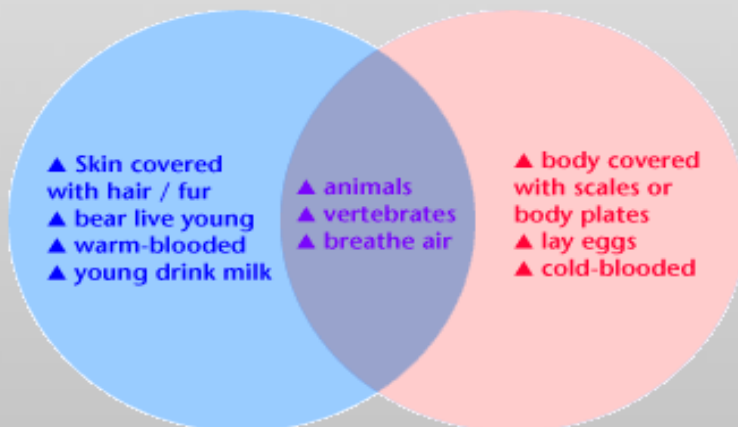 ▲ Skin covered
with hair / fur
▲ bear live young
▲ warm-blooded
▲ young drink milk
▲ animals
▲ vertebrates
▲ breathe air
▲ body covered
with scales or
body plates
▲ lay eggs
▲ cold-blooded